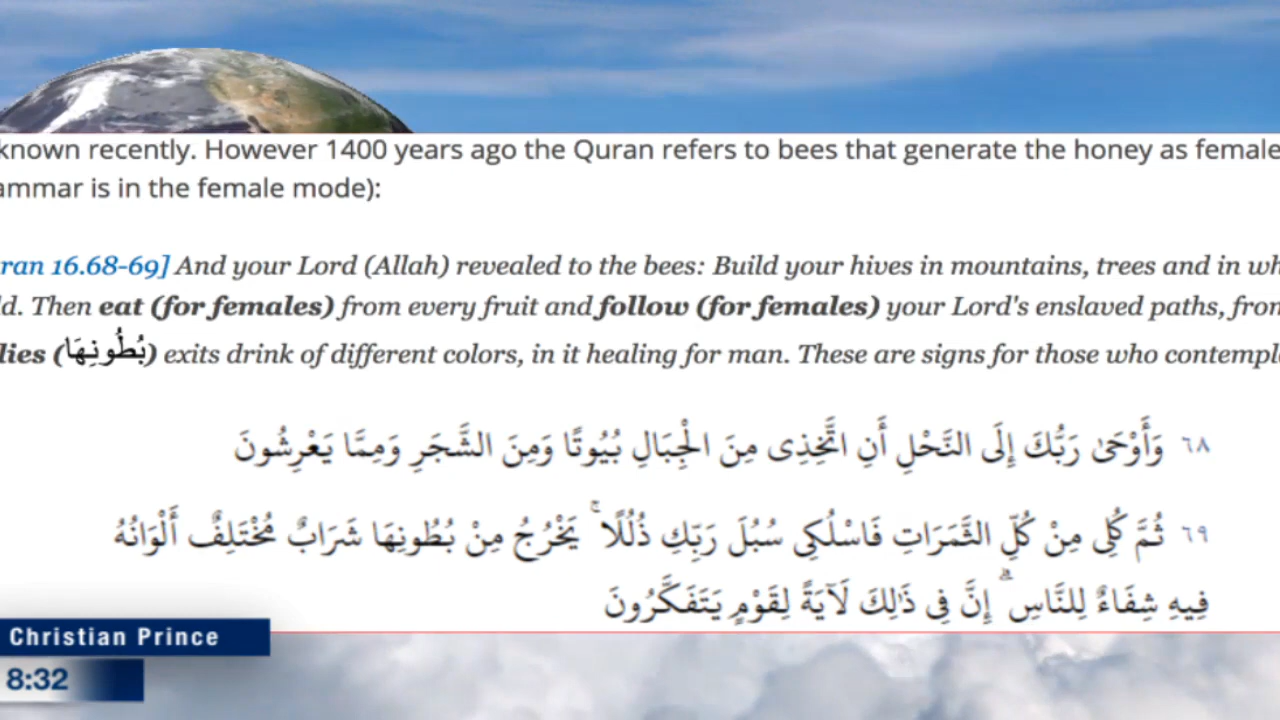 known recently. However 1400 years ago the Quran refers to bees that generate the honey as female
ammar is in the female mode):
ran 16.68-69] And your Lord (Allah) revealed to the bees: Build your hives in mountains, trees and in wh
d. Then eat (for females) from every fruit and follow (for females) your Lord's enslaved paths, from
lies (بُطُونِهَا) exits drink of different colors, in it healing for man. These are signs for those who contempl
٦٨ وَأَوْحَىٰ رَبُّكَ إِلَى النَّحْلِ أَنِ اتَّخِذِى مِنَ الْجِبَالِ بُيُوتًا وَمِنَ الشَّجَرِ وَمِمَّا يَعْرِشُونَ
٦٩ ثُمَّ كُلِى مِنْ كُلِّ الثَّمَرَاتِ فَاسْلُكِى سُبُلَ رَبِّكِ ذُلُلًا ۚ يَخْرُجُ مِنْ بُطُونِهَا شَرَابٌ مُخْتَلِفٌ أَلْوَانُهُ
فِيهِ شِفَاءٌ لِلنَّاسِ ۗ إِنَّ فِى ذَٰلِكَ لَآيَةً لِقَوْمٍ يَتَفَكَّرُونَ
Christian Prince
8:32